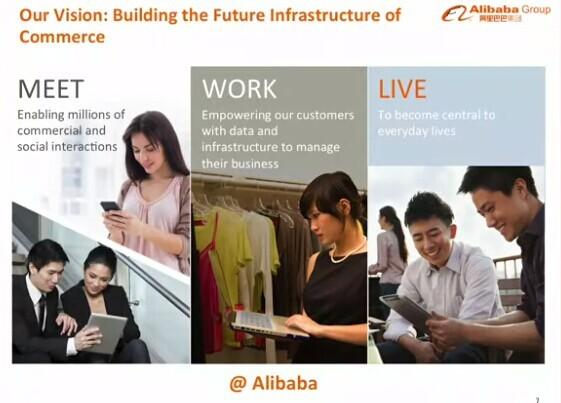 Our Vision: Building the Future Infrastructure of
Commerce
Alibaba Group
阿里巴巴集团
MEET
Enabling millions of
commercial and
social interactions
WORK
Empowering our customers
with data and
infrastructure to manage
their business
LIVE
To become central to
everyday lives
@ Alibaba
7